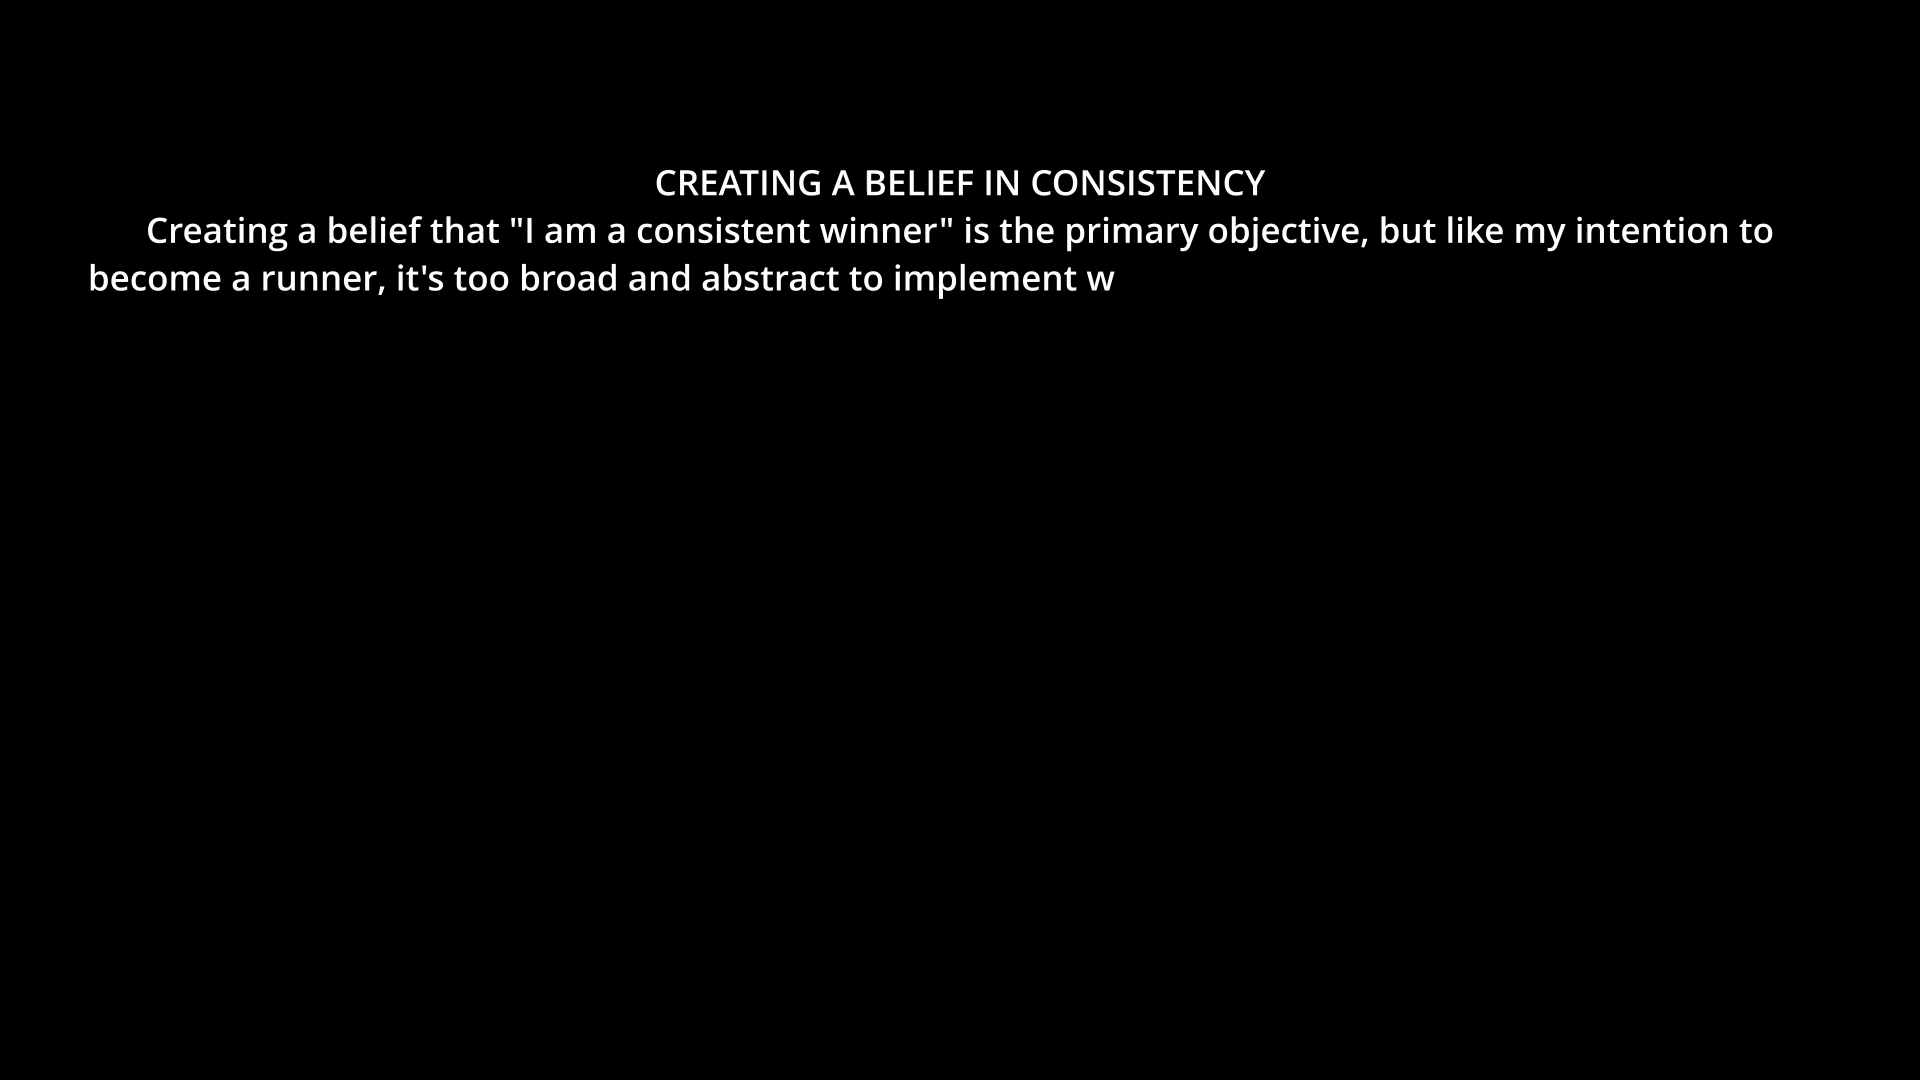 CREATING A BELIEF IN CONSISTENCY
Creating a belief that "I am a consistent winner" is the primary objective, but like my intention to
become a runner, it's too broad and abstract to implement w